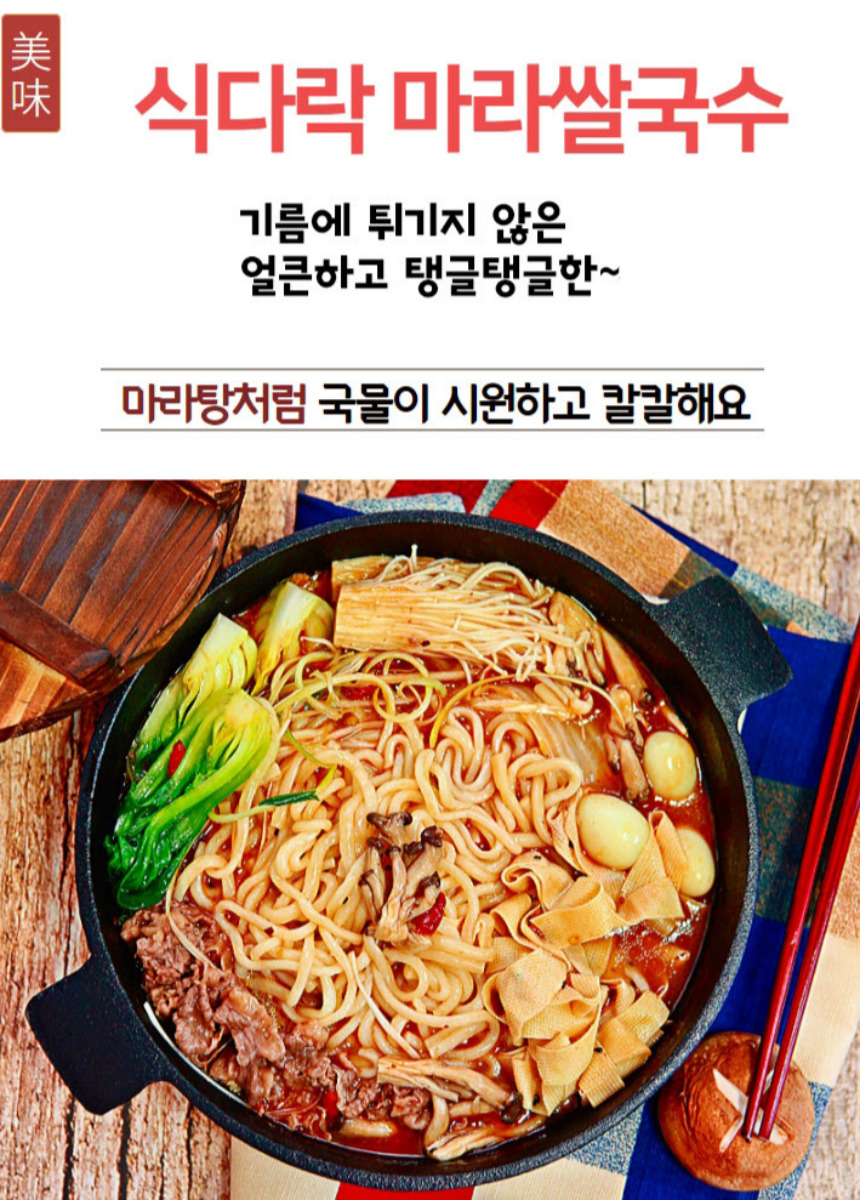 美味
식다락 마라쌀국수
기름에 튀기지 않은
얼큰하고 탱글탱글한~
마라탕처럼 국물이 시원하고 칼칼해요